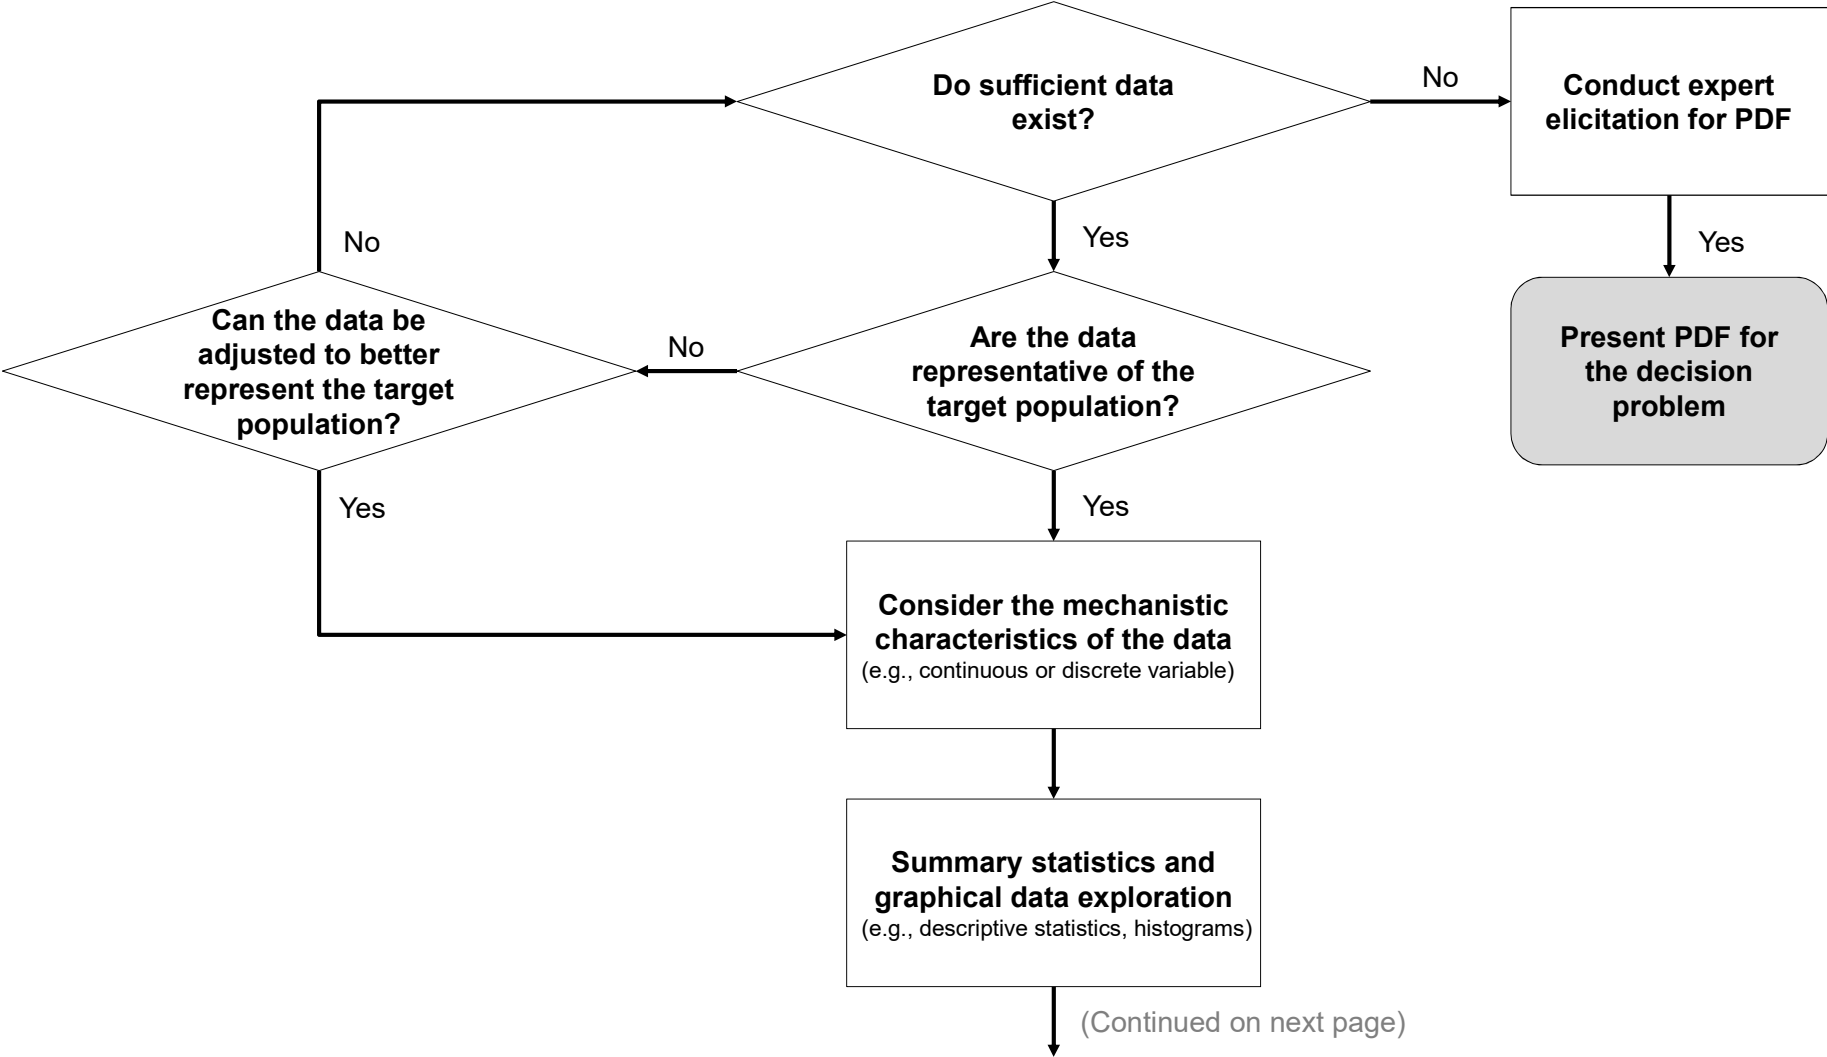 Do sufficient data
exist?
No
Conduct expert
elicitation for PDF
No
Yes
Yes
Can the data be
adjusted to better
represent the target
population?
No
Are the data
representative of the
target population?
Present PDF for
the decision
problem
Yes
Yes
Consider the mechanistic
characteristics of the data
(e.g., continuous or discrete variable)
Summary statistics and
graphical data exploration
(e.g., descriptive statistics, histograms)
(Continued on next page)